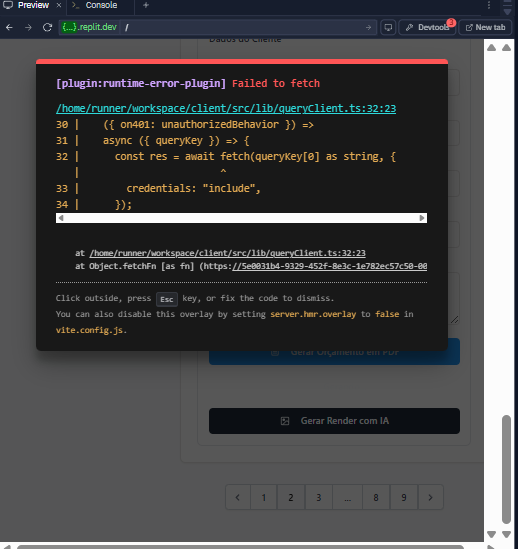 Preview
Console
{...}.replit.dev /
Devtools 3
New tab
Dados do Cliente
[plugin:runtime-error-plugin] Failed to fetch
/home/runner/workspace/client/src/lib/queryClient.ts:32:23
30 | ({ on401: unauthorizedBehavior }) =>
31 | async ({ queryKey }) => {
32 | const res = await fetch(queryKey[0] as string, {
| ^
33 | credentials: "include",
34 | });
at /home/runner/workspace/client/src/lib/queryClient.ts:32:23
at Object.fetchFn [as fn] (https://5e0031b4-9329-452f-8e3c-1e782ec57c50-00
Click outside, press Esc key, or fix the code to dismiss.
You can also disable this overlay by setting server.hmr.overlay to false in
vite.config.js.
Gerar Orçamento em PDF
Gerar Render com IA
1 2 3 ... 8 9